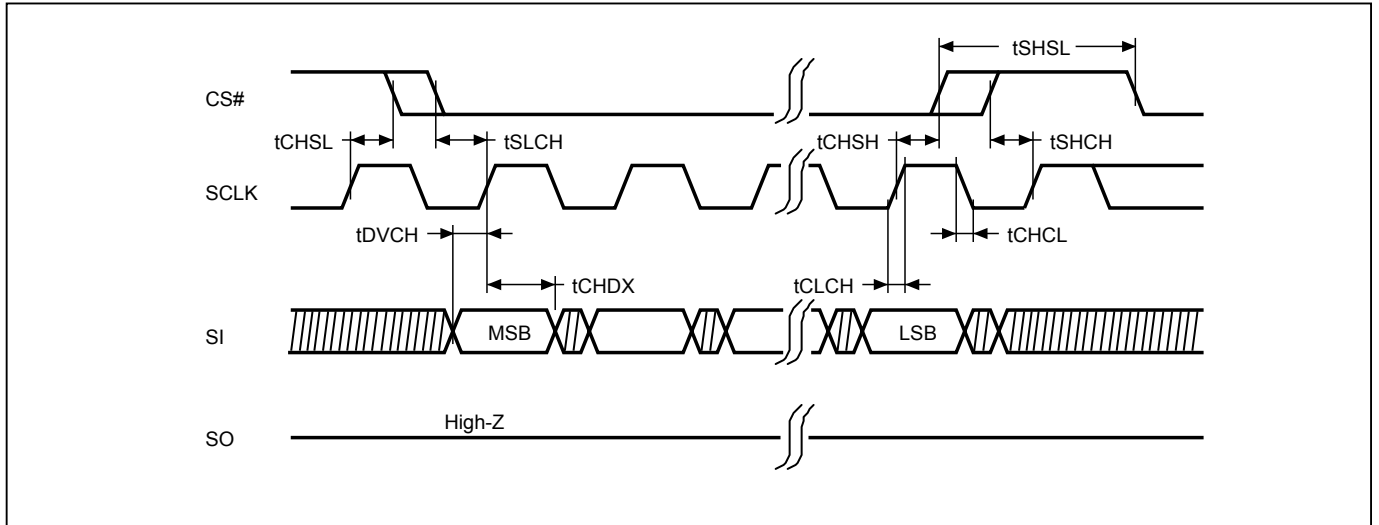 tSHSL
CS#
tCHSL
tSLCH
tCHSH
tSHCH
SCLK
tDVCH
tCHCL
tCHDX
tCLCH
SI
MSB
LSB
High-Z
SO